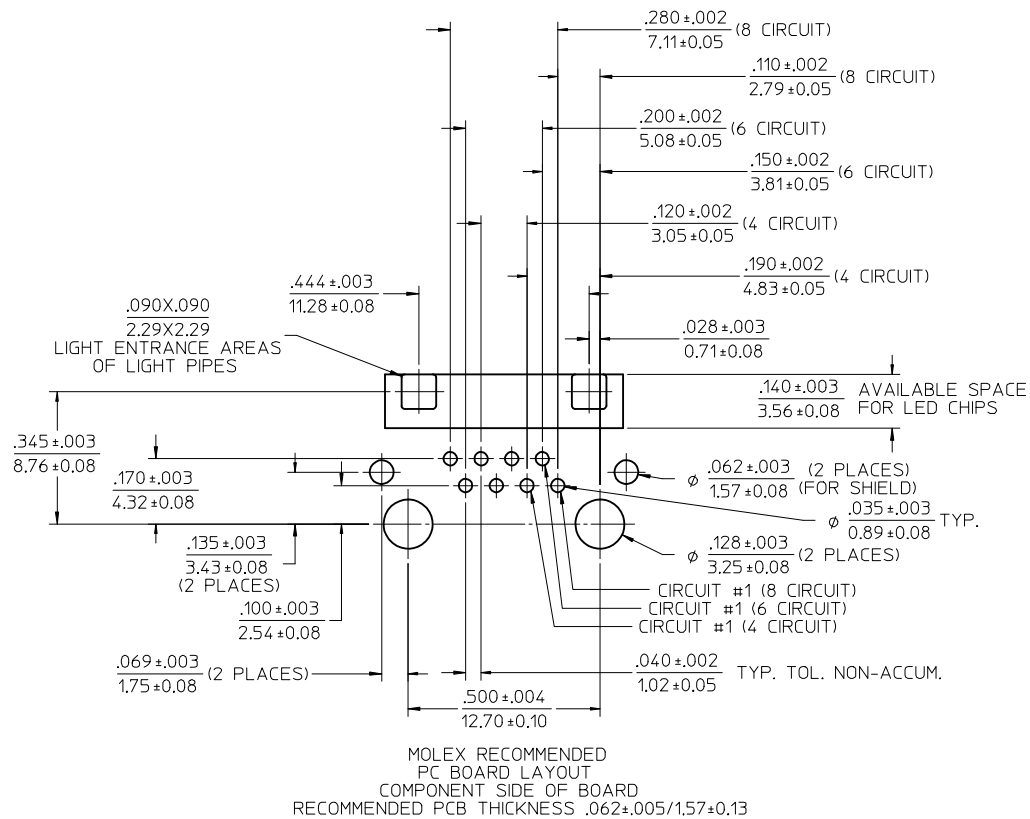 .280±.002
7.11±0.05 (8 CIRCUIT)
.110±.002
2.79±0.05 (8 CIRCUIT)
.200±.002
5.08±0.05 (6 CIRCUIT)
.150±.002
3.81±0.05 (6 CIRCUIT)
.120±.002
3.05±0.05 (4 CIRCUIT)
.190±.002
4.83±0.05 (4 CIRCUIT)
.444±.003
11.28±0.08
.090X.090
2.29X2.29
LIGHT ENTRANCE AREAS
OF LIGHT PIPES
.028±.003
0.71±0.08
.140±.003
3.56±0.08
AVAILABLE SPACE
FOR LED CHIPS
.345±.003
8.76±0.08
.170±.003
4.32±0.08
ø .062±.003 (2 PLACES)
1.57±0.08 (FOR SHIELD)
ø .035±.003
0.89±0.08 TYP.
.135±.003
3.43±0.08
(2 PLACES)
ø .128±.003
3.25±0.08 (2 PLACES)
.100±.003
2.54±0.08
CIRCUIT #1 (8 CIRCUIT)
CIRCUIT #1 (6 CIRCUIT)
CIRCUIT #1 (4 CIRCUIT)
.069±.003
1.75±0.08 (2 PLACES)
.040±.002
1.02±0.05 TYP. TOL. NON-ACCUM.
.500±.004
12.70±0.10
MOLEX RECOMMENDED
PC BOARD LAYOUT
COMPONENT SIDE OF BOARD
RECOMMENDED PCB THICKNESS .062±.005/1.57±0.13